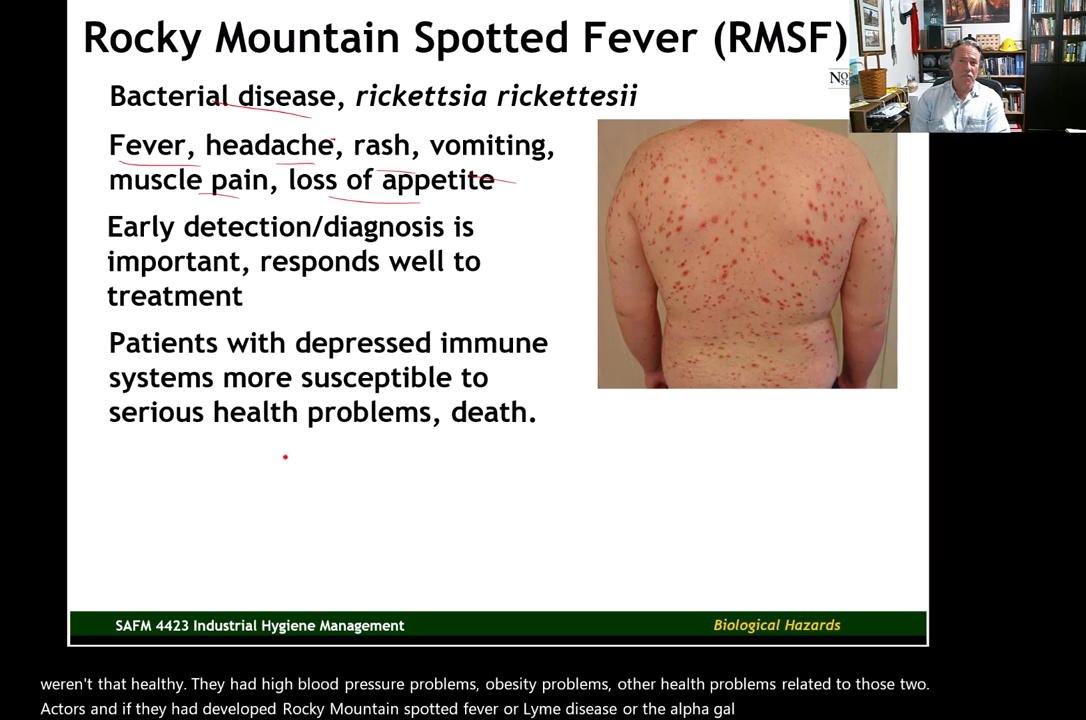 Rocky Mountain Spotted Fever (RMSF)
Bacterial disease, rickettsia rickettesii
Fever, headache, rash, vomiting,
muscle pain, loss of appetite
Early detection/diagnosis is
important, responds well to
treatment
Patients with depressed immune
systems more susceptible to
serious health problems, death.
SAFM 4423 Industrial Hygiene Management
Biological Hazards
weren't that healthy. They had high blood pressure problems, obesity problems, other health problems related to those two.
Actors and if they had developed Rocky Mountain spotted fever or Lyme disease or the alpha gal